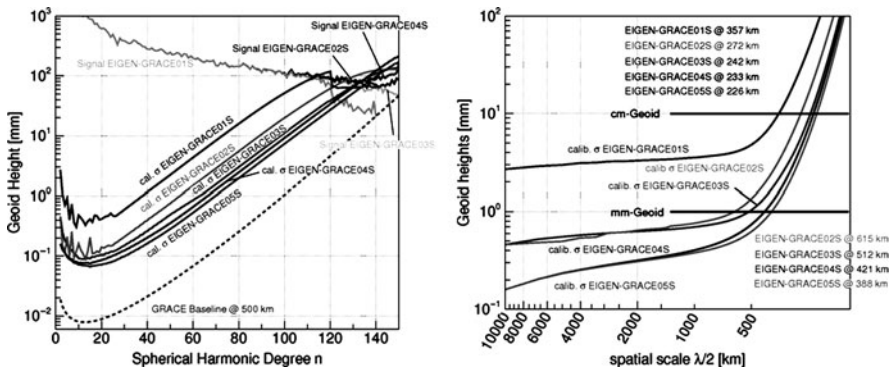 10³
10²
10¹
10⁰
10⁻¹
10⁻²
Geoid Height [mm]
Signal EIGEN-GRACE04S
Signal EIGEN-GRACE02S
Signal EIGEN-GRACE01S
cal. σ EIGEN-GRACE01S
cal. σ EIGEN-GRACE02S
cal. σ EIGEN-GRACE03S
cal. σ EIGEN-GRACE04S
cal. σ EIGEN-GRACE05S
Signal EIGEN-GRACE03S
GRACE Baseline @ 500 km
0 20 40 60 80 100 120 140
Spherical Harmonic Degree n
10²
10¹
10⁰
10⁻¹
Geoid heights [mm]
EIGEN-GRACE01S @ 357 km
EIGEN-GRACE02S @ 272 km
EIGEN-GRACE03S @ 242 km
EIGEN-GRACE04S @ 233 km
EIGEN-GRACE05S @ 226 km
cm-Geoid
calib. σ EIGEN-GRACE01S
calib σ EIGEN-GRACE02S
calib. σ EIGEN-GRACE03S
mm-Geoid
calib. σ EIGEN-GRACE04S
calib. σ EIGEN-GRACE05S
EIGEN-GRACE02S @ 615 km
EIGEN-GRACE03S @ 512 km
EIGEN-GRACE04S @ 421 km
EIGEN-GRACE05S @ 388 km
10000 8000 6000 4000 2000 1000 500
spatial scale λ/2 [km]